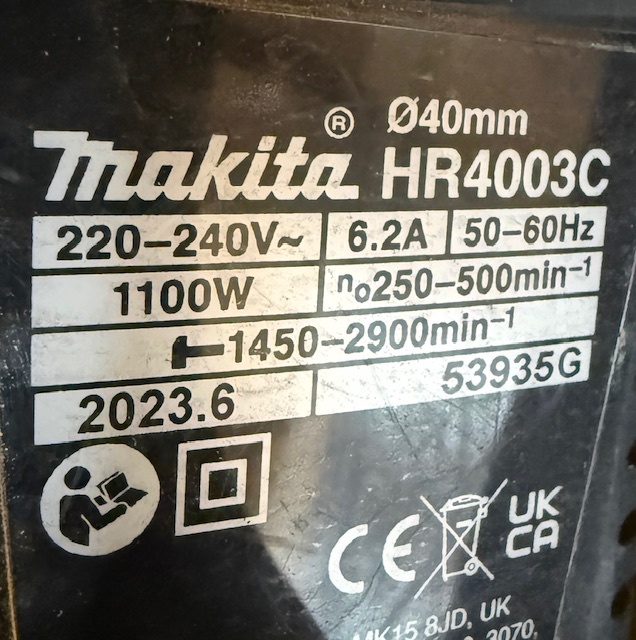 Ø40mm
makita® HR4003C
220–240V~ 6.2A 50–60Hz
1100W n₀250–500min⁻¹
1450–2900min⁻¹
2023.6 53935G
CE UK
CA
MK15 8JD, UK
3070,